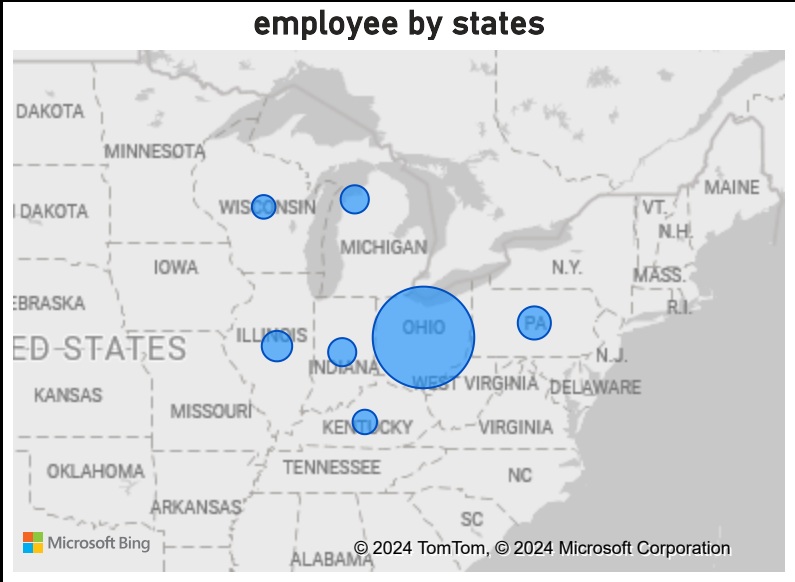 employee by states
DAKOTA
MINNESOTA
MAINE
WISCONSIN
DAKOTA
VT.
N.H.
MICHIGAN
IOWA
N.Y.
MASS.
EBRASKA
R.I.
OHIO
PA
ILLINOIS
ED STATES
N.J.
INDIANA
WEST VIRGINIA
DELAWARE
KANSAS
MISSOURI
KENTUCKY
VIRGINIA
TENNESSEE
OKLAHOMA
NC
ARKANSAS
SC
Microsoft Bing
© 2024 TomTom, © 2024 Microsoft Corporation
ALABAMA